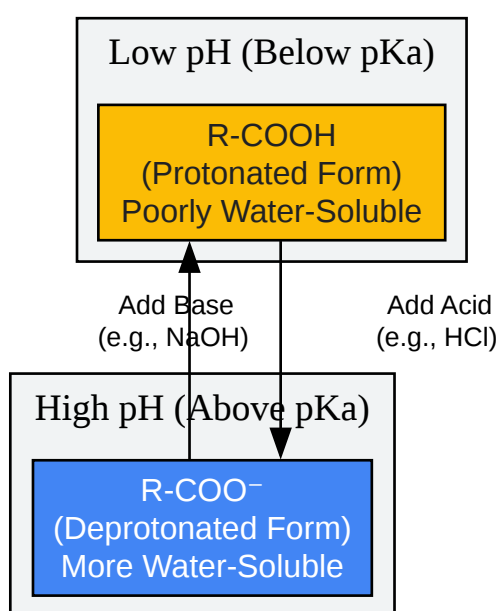 Low pH (Below pKa)
R-COOH
(Protonated Form)
Poorly Water-Soluble
Add Base
(e.g., NaOH)
Add Acid
(e.g., HCl)
High pH (Above pKa)
R-COO⁻
(Deprotonated Form)
More Water-Soluble